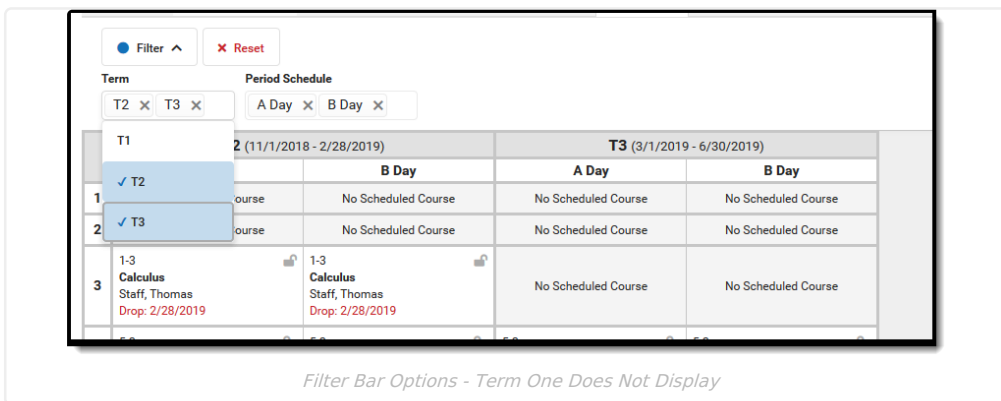 Filter Reset
Term Period Schedule
T2 T3 A Day B Day
T1
T2
T3
2 (11/1/2018 - 2/28/2019) T3 (3/1/2019 - 6/30/2019)
B Day A Day B Day
1 ourse No Scheduled Course No Scheduled Course No Scheduled Course
2 ourse No Scheduled Course No Scheduled Course No Scheduled Course
3
1-3
Calculus
Staff, Thomas
Drop: 2/28/2019
1-3
Calculus
Staff, Thomas
Drop: 2/28/2019
No Scheduled Course No Scheduled Course
Filter Bar Options - Term One Does Not Display